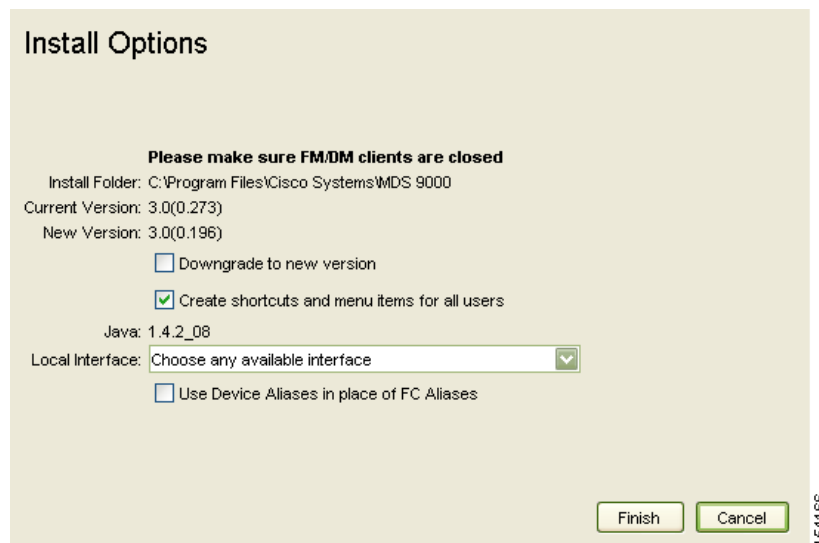 Install Options
Please make sure FM/DM clients are closed
Install Folder: C:\Program Files\Cisco Systems\MDS 9000
Current Version: 3.0(0.273)
New Version: 3.0(0.196)
Downgrade to new version
Create shortcuts and menu items for all users
Java: 1.4.2_08
Local Interface: Choose any available interface
Use Device Aliases in place of FC Aliases
Finish Cancel